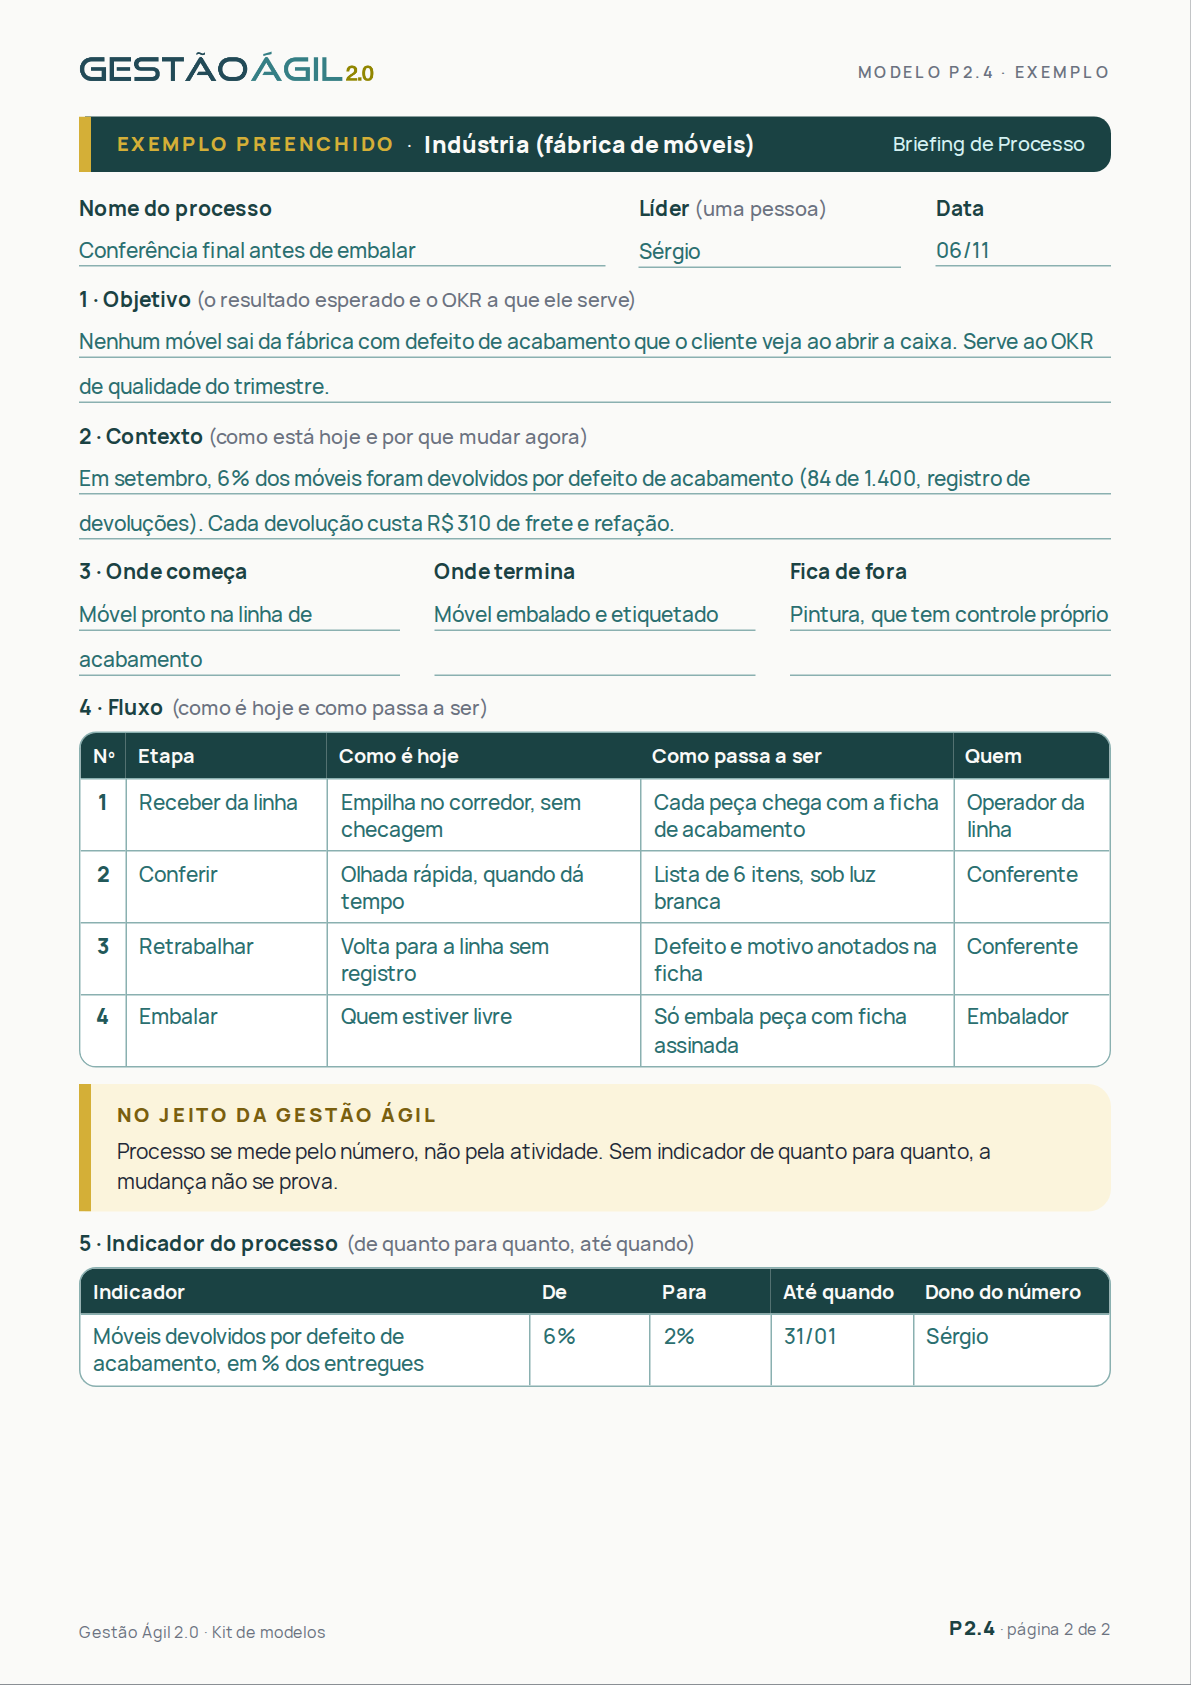 GESTÃOÁGIL2.0
MODELO P2.4 · EXEMPLO
EXEMPLO PREENCHIDO · Indústria (fábrica de móveis) Briefing de Processo
Nome do processo Líder (uma pessoa) Data
Conferência final antes de embalar Sérgio 06/11
1 · Objetivo (o resultado esperado e o OKR a que ele serve)
Nenhum móvel sai da fábrica com defeito de acabamento que o cliente veja ao abrir a caixa. Serve ao OKR
de qualidade do trimestre.
2 · Contexto (como está hoje e por que mudar agora)
Em setembro, 6% dos móveis foram devolvidos por defeito de acabamento (84 de 1.400, registro de
devoluções). Cada devolução custa R$ 310 de frete e refação.
3 · Onde começa Onde termina Fica de fora
Móvel pronto na linha de Móvel embalado e etiquetado Pintura, que tem controle próprio
acabamento
4 · Fluxo (como é hoje e como passa a ser)
Nº Etapa Como é hoje Como passa a ser Quem
1 Receber da linha Empilha no corredor, sem Cada peça chega com a ficha Operador da
checagem de acabamento linha
2 Conferir Olhada rápida, quando dá Lista de 6 itens, sob luz Conferente
tempo branca
3 Retrabalhar Volta para a linha sem Defeito e motivo anotados na Conferente
registro ficha
4 Embalar Quem estiver livre Só embala peça com ficha Embalador
assinada
NO JEITO DA GESTÃO ÁGIL
Processo se mede pelo número, não pela atividade. Sem indicador de quanto para quanto, a
mudança não se prova.
5 · Indicador do processo (de quanto para quanto, até quando)
Indicador De Para Até quando Dono do número
Móveis devolvidos por defeito de 6% 2% 31/01 Sérgio
acabamento, em % dos entregues
Gestão Ágil 2.0 · Kit de modelos
P2.4 · página 2 de 2